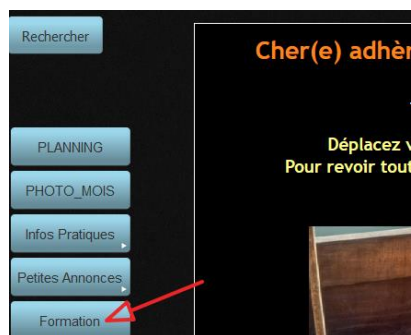 Rechercher
Cher(e) adhèr
Déplacez v
Pour revoir tout
PLANNING
PHOTO_MOIS
Infos Pratiques
Petites Annonces
Formation